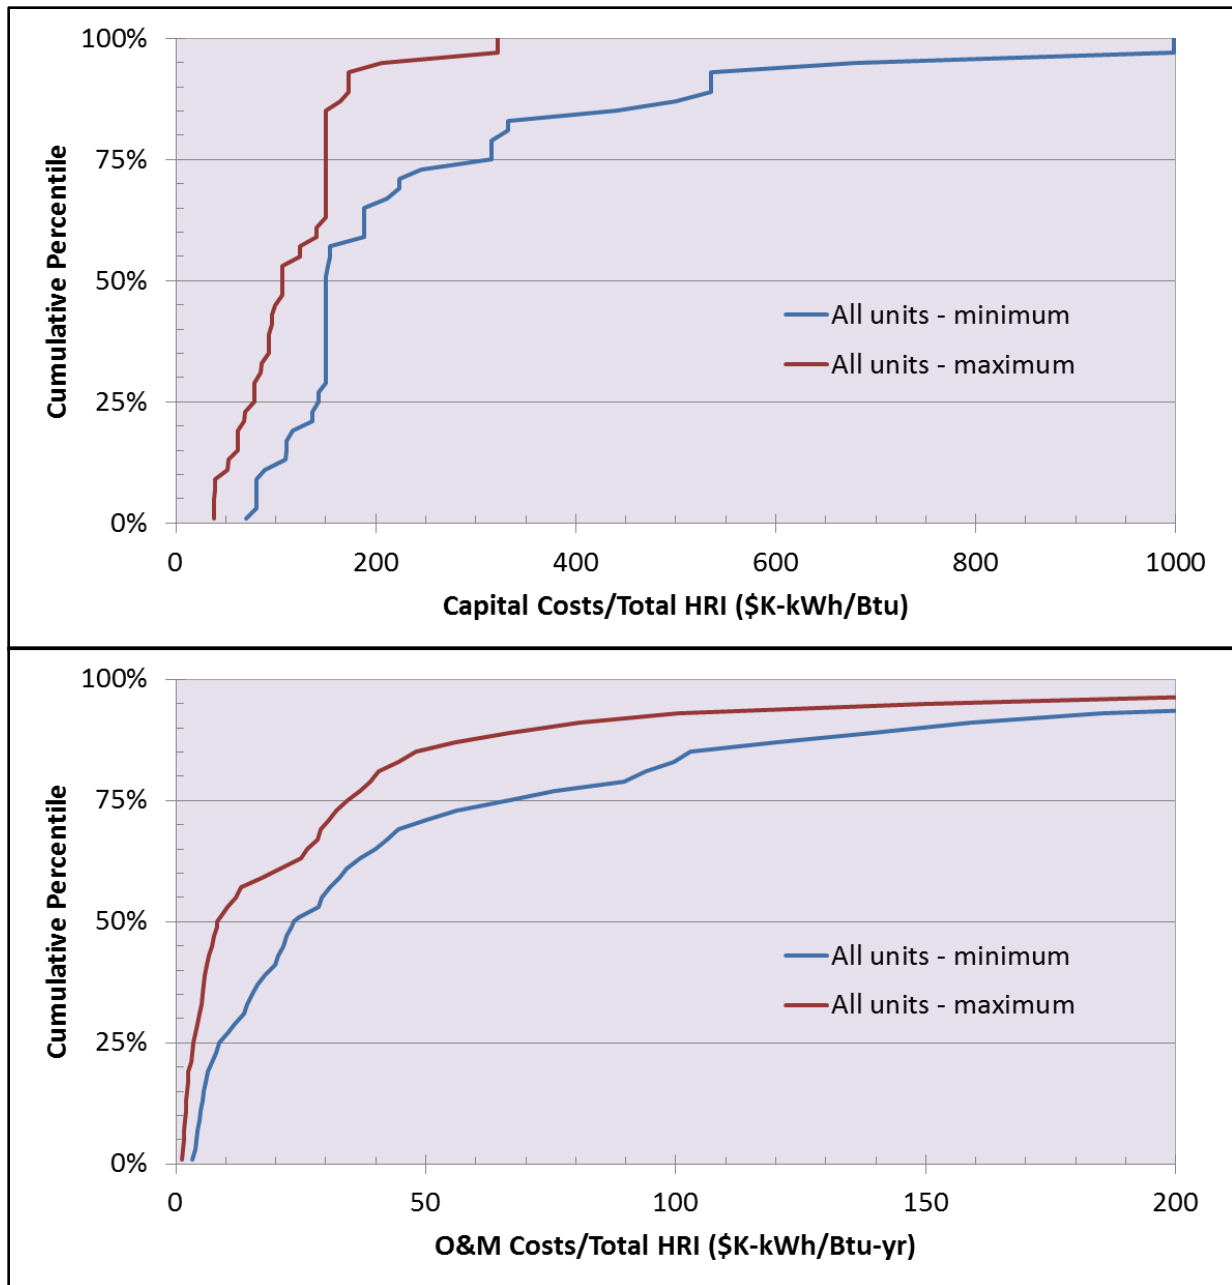 100%
75%
50%
25%
0%
Cumulative Percentile
All units - minimum
All units - maximum
0 200 400 600 800 1000
Capital Costs/Total HRI ($K-kWh/Btu)
100%
75%
50%
25%
0%
Cumulative Percentile
All units - minimum
All units - maximum
0 50 100 150 200
O&M Costs/Total HRI ($K-kWh/Btu-yr)